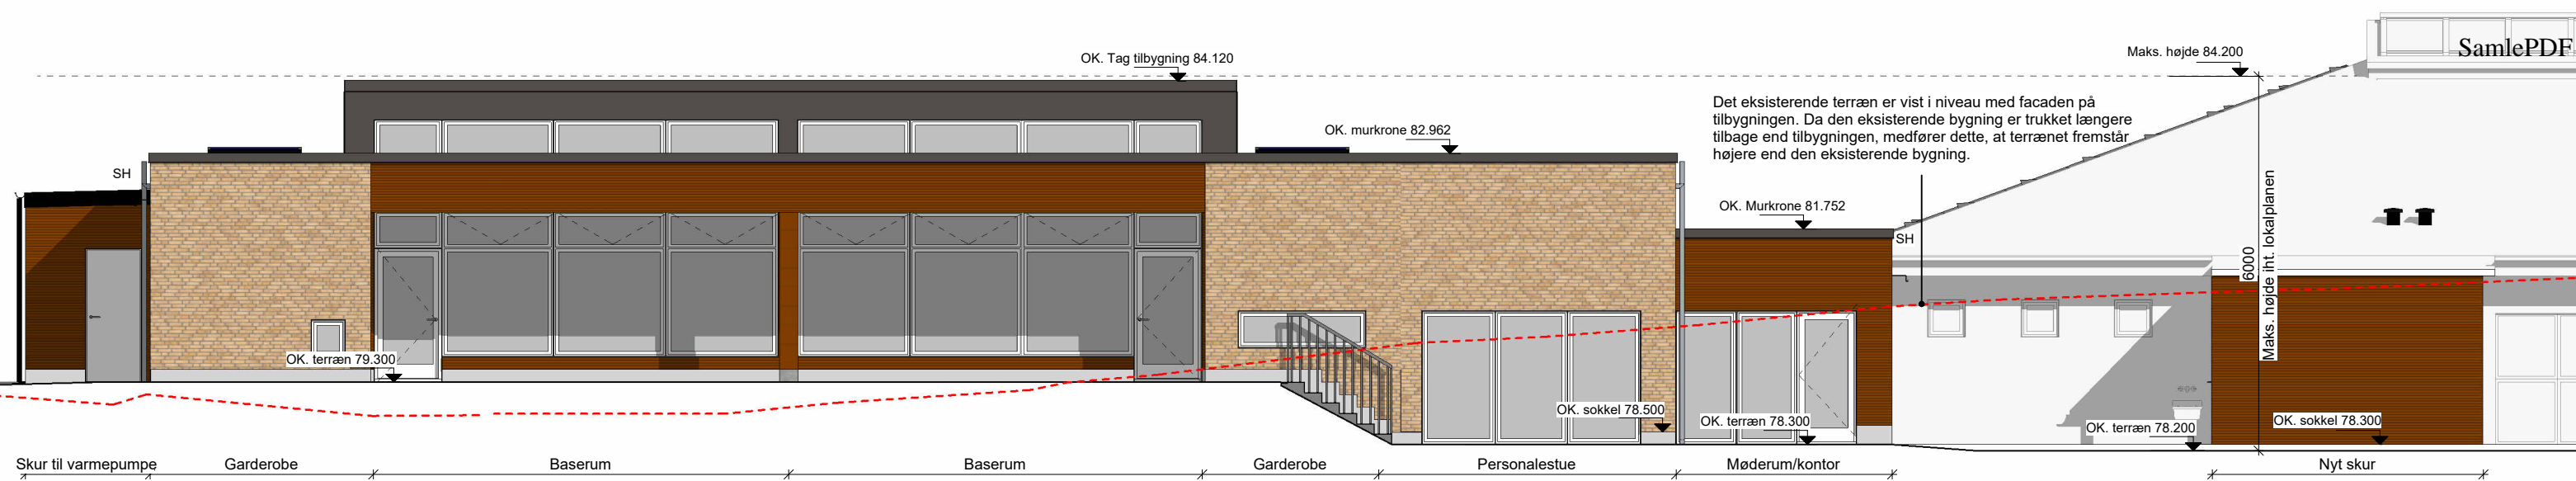 SamlePDF
OK. Tag tilbygning 84.120
Maks. højde 84.200
Det eksisterende terræn er vist i niveau med facaden på
tilbygningen. Da den eksisterende bygning er trukket længere
tilbage end tilbygningen, medfører dette, at terrænet fremstår
højere end den eksisterende bygning.
OK. murkrone 82.962
SH
OK. Murkrone 81.752
SH
6000
Maks. højde iht. lokalplanen
OK. terræn 79.300
OK. sokkel 78.500
OK. terræn 78.300
OK. terræn 78.200
OK. sokkel 78.300
Skur til varmepumpe
Garderobe
Baserum
Baserum
Garderobe
Personalestue
Møderum/kontor
Nyt skur